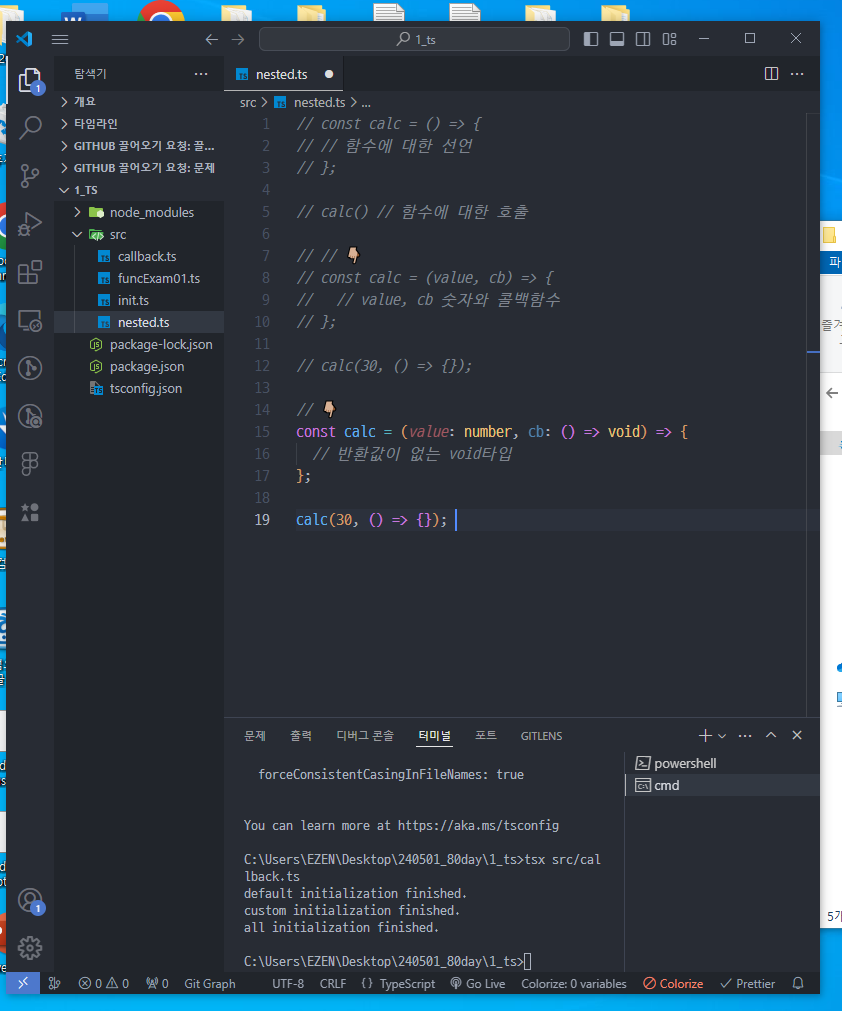 1_ts
탐색기
1
개요
타임라인
GITHUB 끌어오기 요청: 끌...
GITHUB 끌어오기 요청: 문제
1_TS
node_modules
src
callback.ts
funcExam01.ts
init.ts
nested.ts
package-lock.json
package.json
tsconfig.json
nested.ts
src > nested.ts > ...
1 // const calc = () => {
2 // // 함수에 대한 선언
3 // };
4
5 // calc() // 함수에 대한 호출
6
7 // // 👇
8 // const calc = (value, cb) => {
9 //   // value, cb 숫자와 콜백함수
10 // };
11
12 // calc(30, () => {});
13
14 // 👇
15 const calc = (value: number, cb: () => void) => {
16   // 반환값이 없는 void타입
17 };
18
19 calc(30, () => {});
문제 출력 디버그 콘솔 터미널 포트 GITLENS
powershell
cmd
forceConsistentCasingInFileNames: true
You can learn more at https://aka.ms/tsconfig
C:\Users\EZEN\Desktop\240501_80day\1_ts>tsx src/cal
lback.ts
default initialization finished.
custom initialization finished.
all initialization finished.
C:\Users\EZEN\Desktop\240501_80day\1_ts>
1
0 0 0 Git Graph UTF-8 CRLF {} TypeScript Go Live Colorize: 0 variables Colorize Prettier